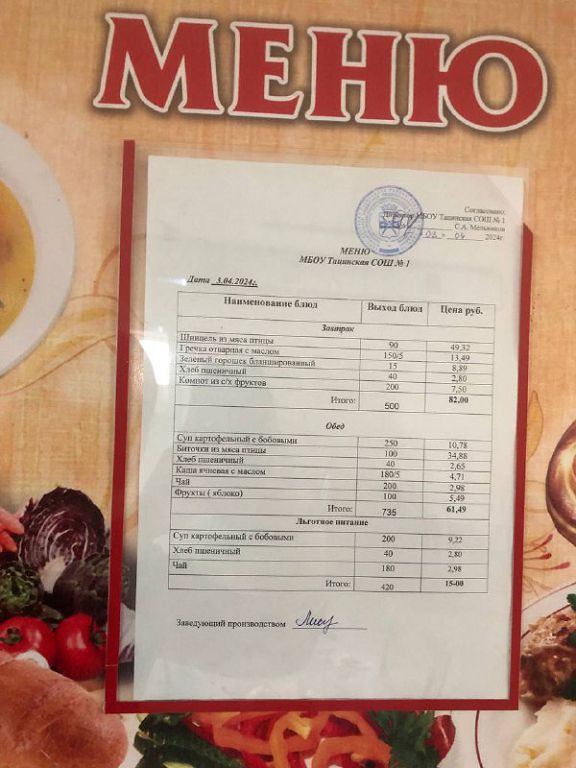 МЕНЮ
Согласовано:
Директор МБОУ Тацинская СОШ № 1
С.А. Мельников
03 - 04 2024г.
МЕНЮ
МБОУ Тацинская СОШ № 1
Дата 3.04.2024г.
Наименование блюд Выход блюд Цена руб.
Завтрак
Шницель из мяса птицы 90 49,32
Гречка отварная с маслом 150/5 13,49
Зеленый горошек бланшированный 15 8,89
Хлеб пшеничный 40 2,80
Компот из с/х фруктов 200 7,50
Итого: 500 82,00
Обед
Суп картофельный с бобовыми 250 10,78
Биточки из мяса птицы 100 34,88
Хлеб пшеничный 40 2,65
Каша ячневая с маслом 180/5 4,71
Чай 200 2,98
Фрукты ( яблоко) 100 5,49
Итого: 735 61,49
Льготное питание
Суп картофельный с бобовыми 200 9,22
Хлеб пшеничный 40 2,80
Чай 180 2,98
Итого: 420 15-00
Заведующий производством